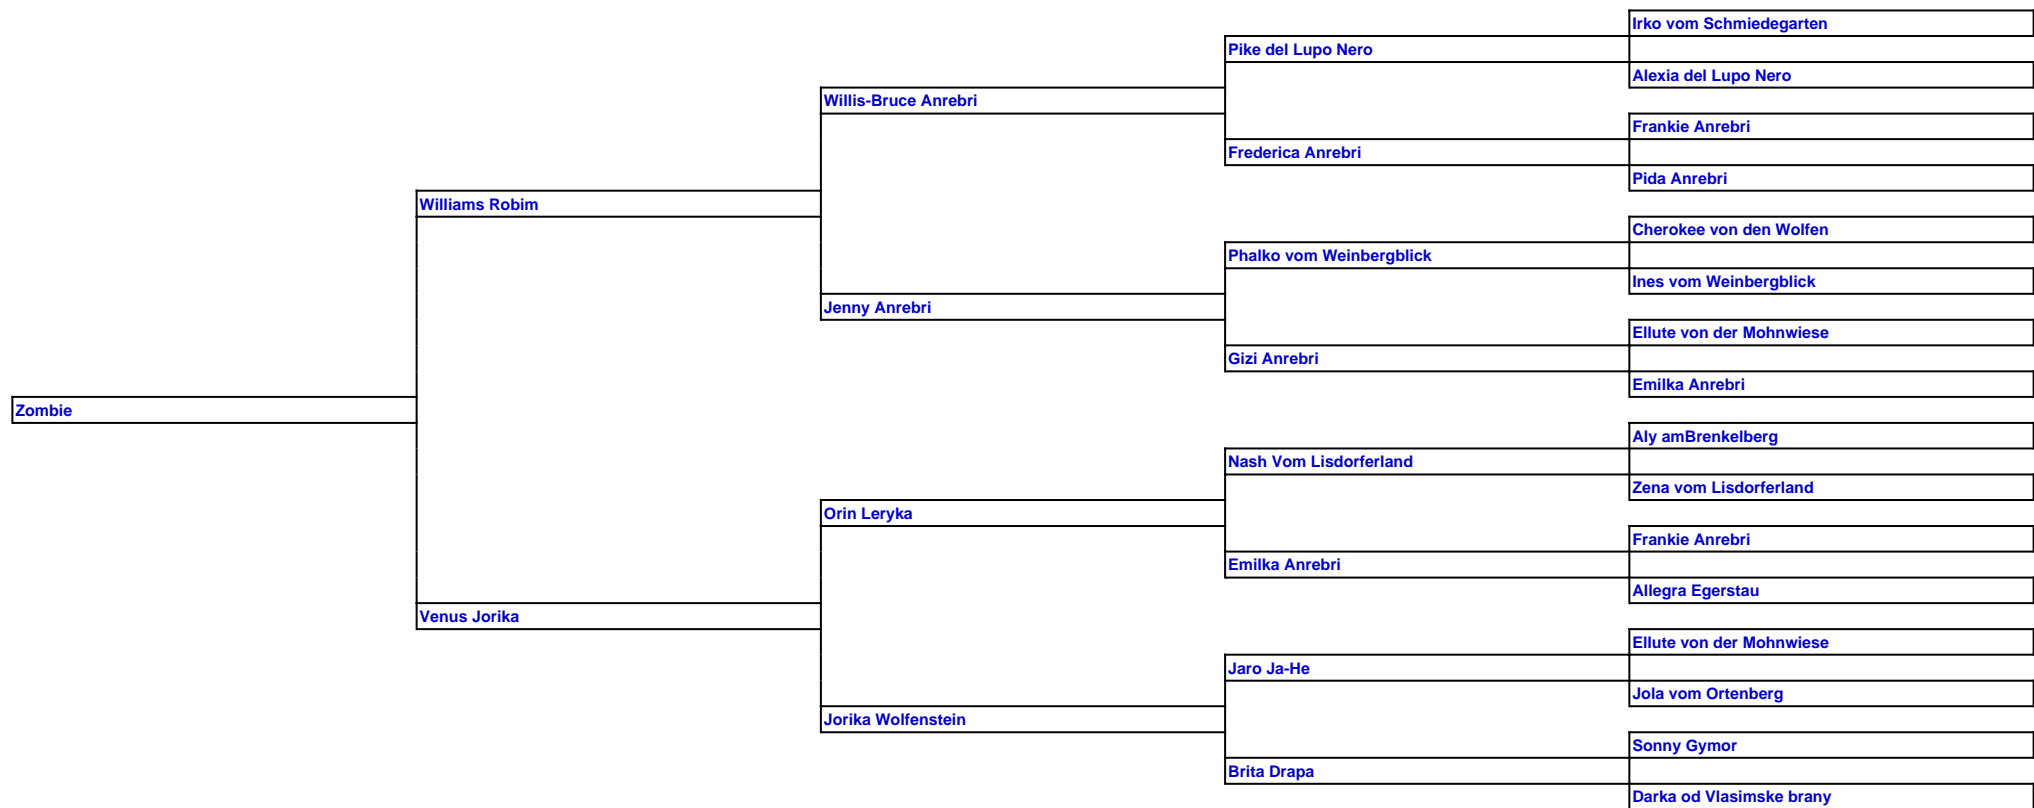 Irko vom Schmiedegarten
Pike del Lupo Nero
Alexia del Lupo Nero
Willis-Bruce Anrebri
Frankie Anrebri
Frederica Anrebri
Pida Anrebri
Williams Robim
Cherokee von den Wolfen
Phalko vom Weinbergblick
Ines vom Weinbergblick
Jenny Anrebri
Ellute von der Mohnwiese
Gizi Anrebri
Emilka Anrebri
Zombie
Aly amBrenkelberg
Nash Vom Lisdorferland
Zena vom Lisdorferland
Orin Leryka
Frankie Anrebri
Emilka Anrebri
Allegra Egerstau
Venus Jorika
Ellute von der Mohnwiese
Jaro Ja-He
Jola vom Ortenberg
Jorika Wolfenstein
Sonny Gymor
Brita Drapa
Darka od Vlasimske brany